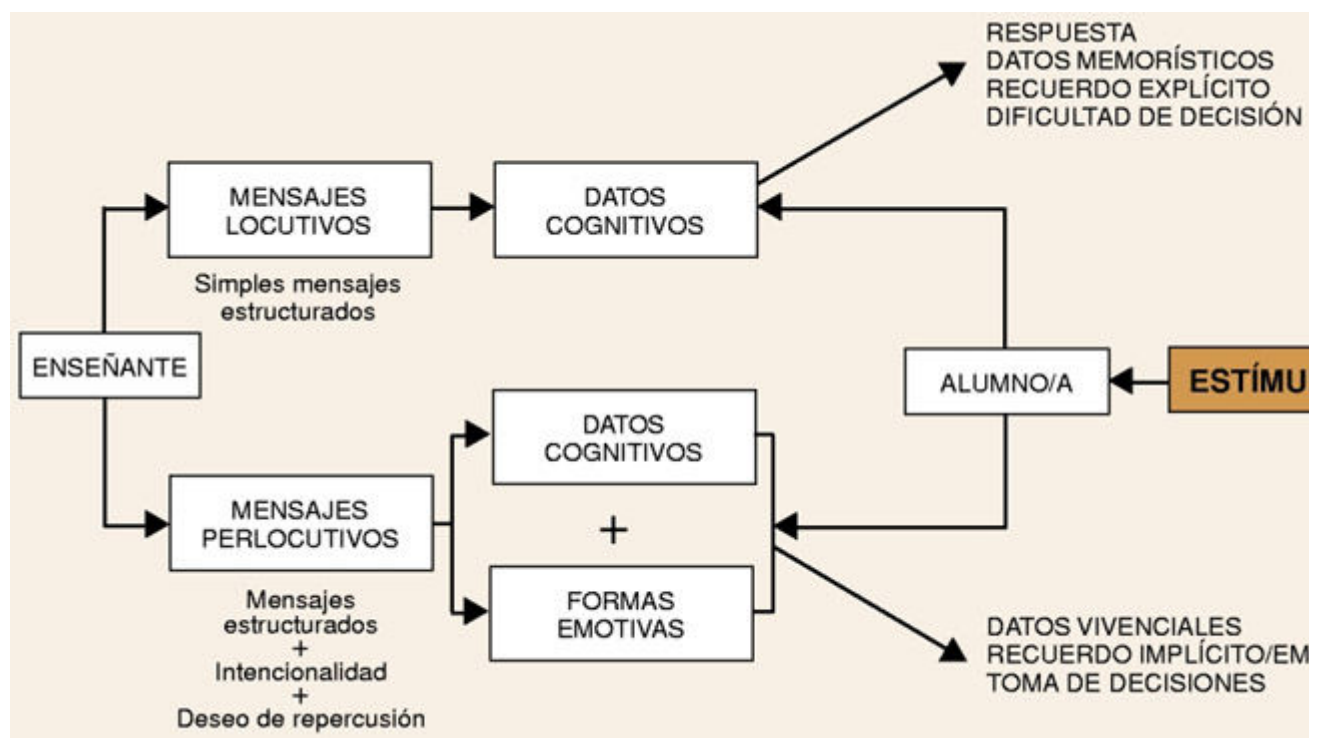 RESPUESTA
DATOS MEMORÍSTICOS
RECUERDO EXPLÍCITO
DIFICULTAD DE DECISIÓN
MENSAJES
LOCUTIVOS
DATOS
COGNITIVOS
Simples mensajes
estructurados
ENSEÑANTE
ALUMNO/A
ESTÍMU
DATOS
COGNITIVOS
+
FORMAS
EMOTIVAS
MENSAJES
PERLOCUTIVOS
Mensajes
estructurados
+
Intencionalidad
+
Deseo de repercusión
DATOS VIVENCIALES
RECUERDO IMPLÍCITO/EM
TOMA DE DECISIONES